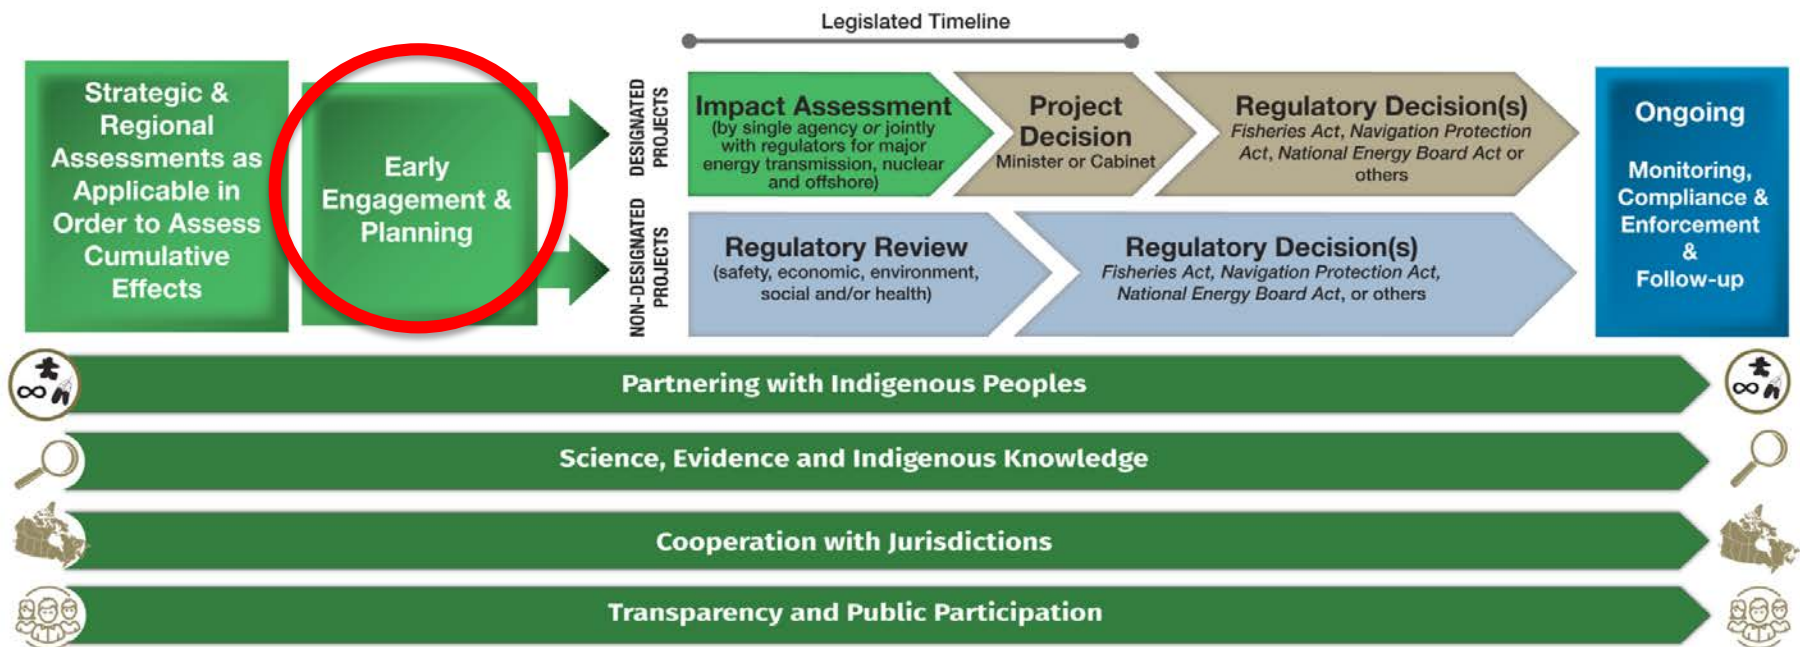 Legislated Timeline
Strategic &
Regional
Assessments as
Applicable in
Order to Assess
Cumulative
Effects
Early
Engagement &
Planning
DESIGNATED
PROJECTS
Impact Assessment
(by single agency or jointly
with regulators for major
energy transmission, nuclear
and offshore)
Project
Decision
Minister or Cabinet
Regulatory Decision(s)
Fisheries Act, Navigation Protection
Act, National Energy Board Act or
others
NON-DESIGNATED
PROJECTS
Regulatory Review
(safety, economic, environment,
social and/or health)
Regulatory Decision(s)
Fisheries Act, Navigation Protection Act,
National Energy Board Act, or others
Ongoing
Monitoring,
Compliance &
Enforcement
&
Follow-up
Partnering with Indigenous Peoples
Science, Evidence and Indigenous Knowledge
Cooperation with Jurisdictions
Transparency and Public Participation